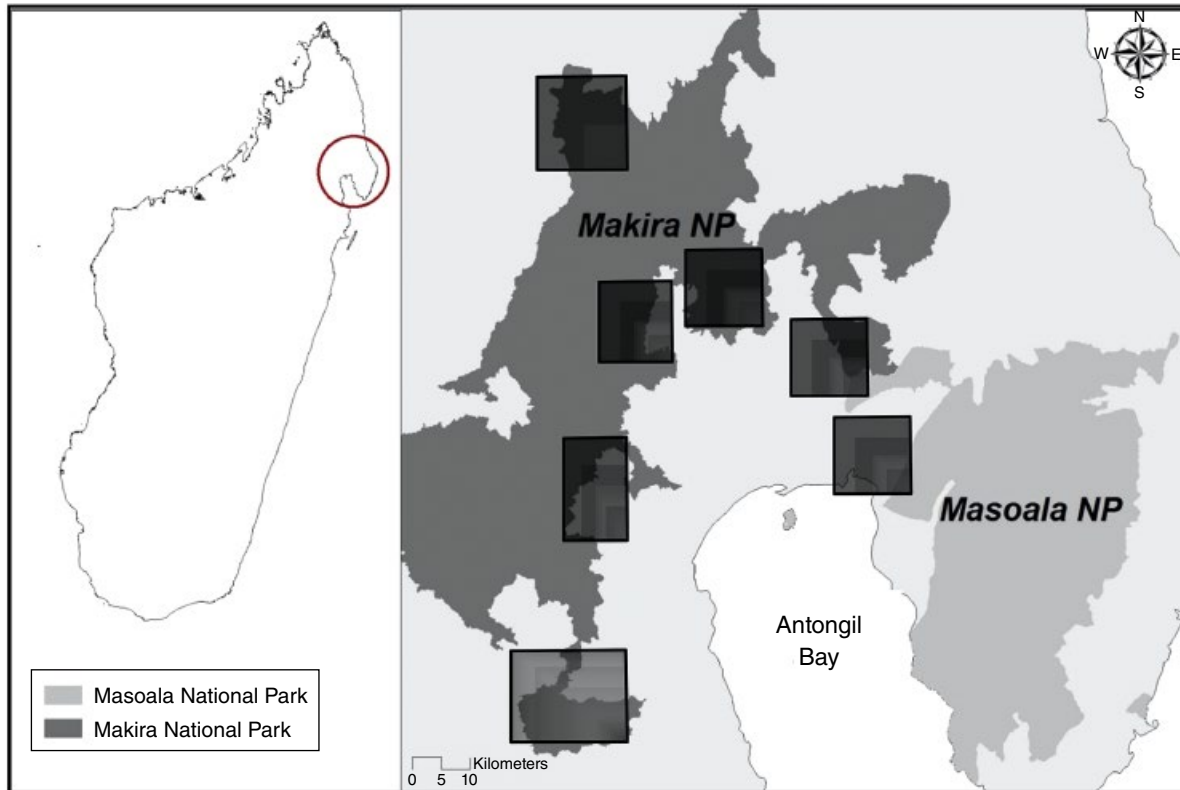 N
W E
S
Makira NP
Masoala NP
Antongil
Bay
Masoala National Park
Makira National Park
Kilometers
0 5 10